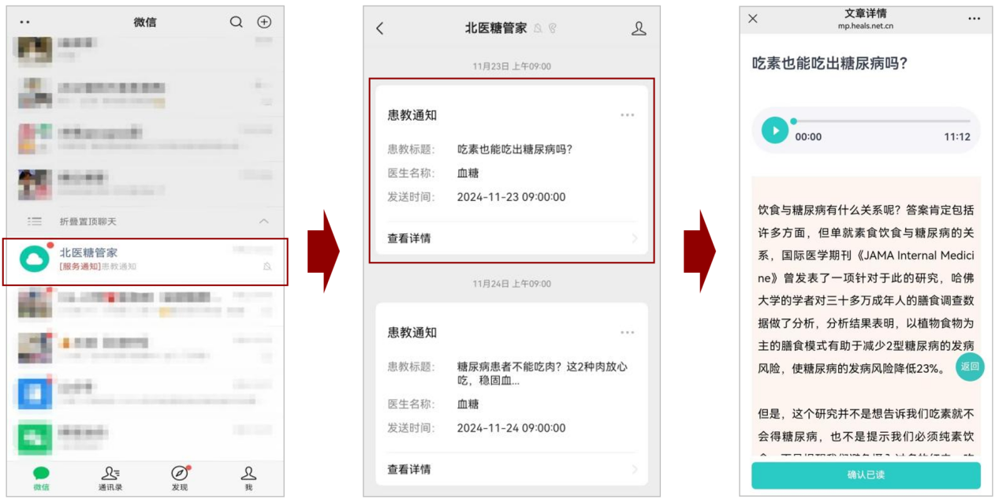 微信
折叠置顶聊天
北医糖管家
[服务通知]患教通知
微信
通讯录
发现
我
北医糖管家
11月23日 上午09:00
患教通知
患教标题: 吃素也能吃出糖尿病吗?
医生名称: 血糖
发送时间: 2024-11-23 09:00:00
查看详情
11月24日 上午09:00
患教通知
患教标题: 糖尿病患者不能吃肉? 这2种肉放心
吃, 稳固血...
医生名称: 血糖
发送时间: 2024-11-24 09:00:00
查看详情
文章详情
mp.heals.net.cn
吃素也能吃出糖尿病吗?
00:00 11:12
饮食与糖尿病有什么关系呢? 答案肯定包括
许多方面, 但单就素食饮食与糖尿病的关
系, 国际医学期刊《JAMA Internal Medici
ne》曾发表了一项针对于此的研究, 哈佛
大学的学者对三十多万成年人的膳食调查数
据做了分析, 分析结果表明, 以植物食物为
主的膳食模式有助于减少2型糖尿病的发病
风险, 使糖尿病的发病风险降低23%。
返回
但是, 这个研究并不是想告诉我们吃素就不
会得糖尿病, 也不是提示我们必须纯素饮
确认已读